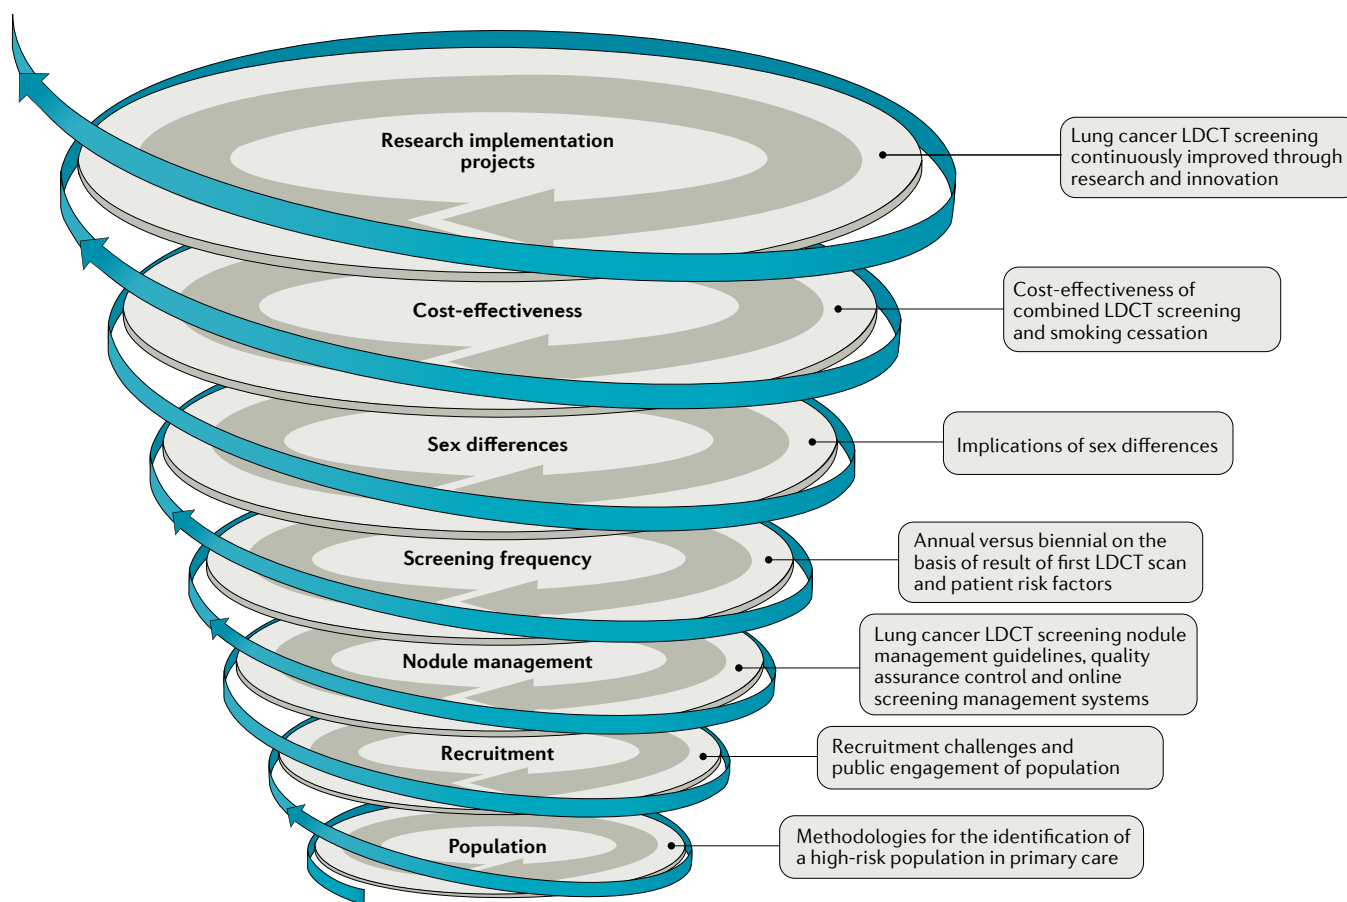 Research implementation
projects
Lung cancer LDCT screening
continuously improved through
research and innovation
Cost-effectiveness
Cost-effectiveness of
combined LDCT screening
and smoking cessation
Sex differences
Implications of sex differences
Screening frequency
Annual versus biennial on the
basis of result of first LDCT scan
and patient risk factors
Nodule management
Lung cancer LDCT screening nodule
management guidelines, quality
assurance control and online
screening management systems
Recruitment
Recruitment challenges and
public engagement of population
Population
Methodologies for the identification of
a high-risk population in primary care